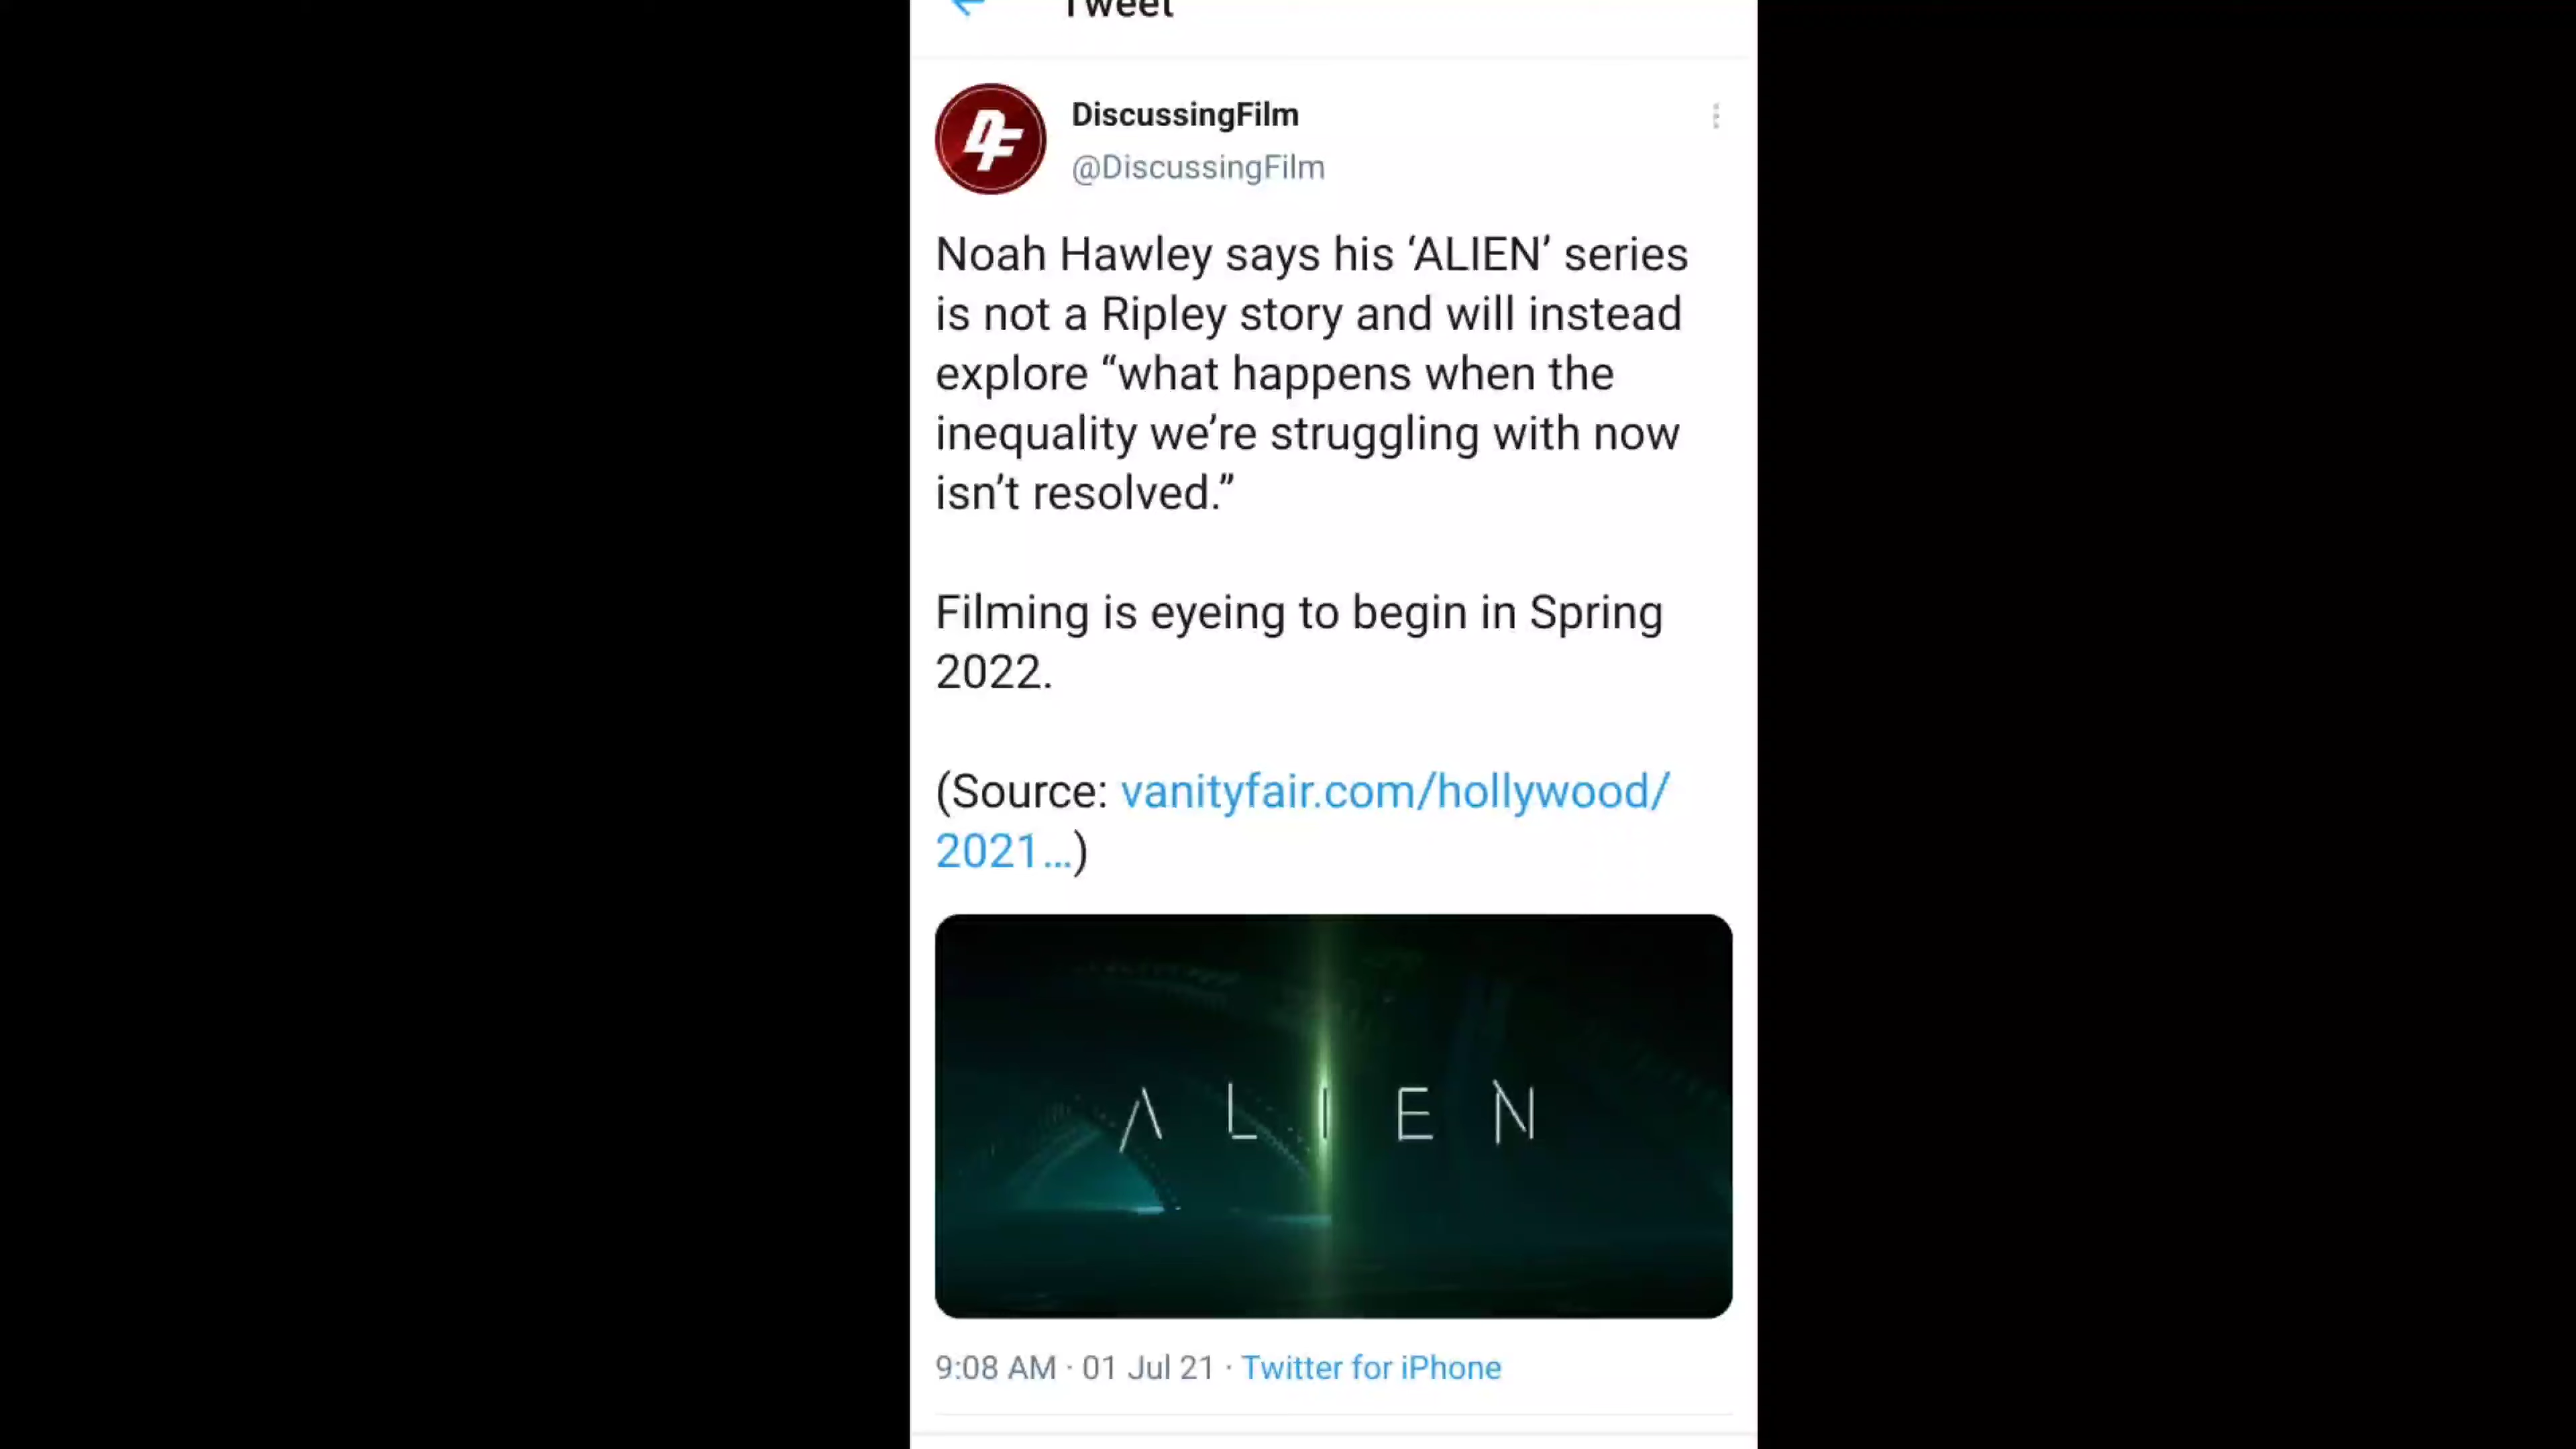 Tweet
DiscussingFilm
@DiscussingFilm
Noah Hawley says his ‘ALIEN’ series
is not a Ripley story and will instead
explore “what happens when the
inequality we’re struggling with now
isn’t resolved.”
Filming is eyeing to begin in Spring
2022.
(Source: vanityfair.com/hollywood/
2021…)
ALIEN
9:08 AM · 01 Jul 21 · Twitter for iPhone